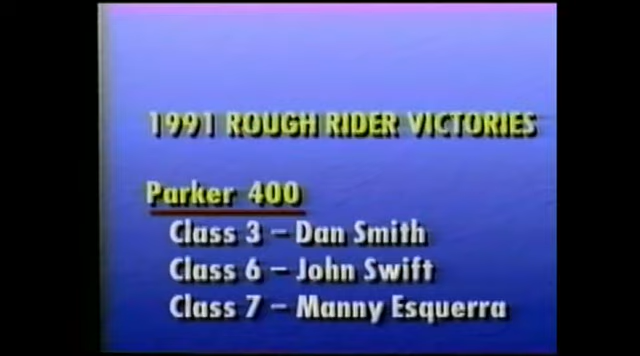 1991 ROUGH RIDER VICTORIES
Parker 400
Class 3 – Dan Smith
Class 6 – John Swift
Class 7 – Manny Esquerra